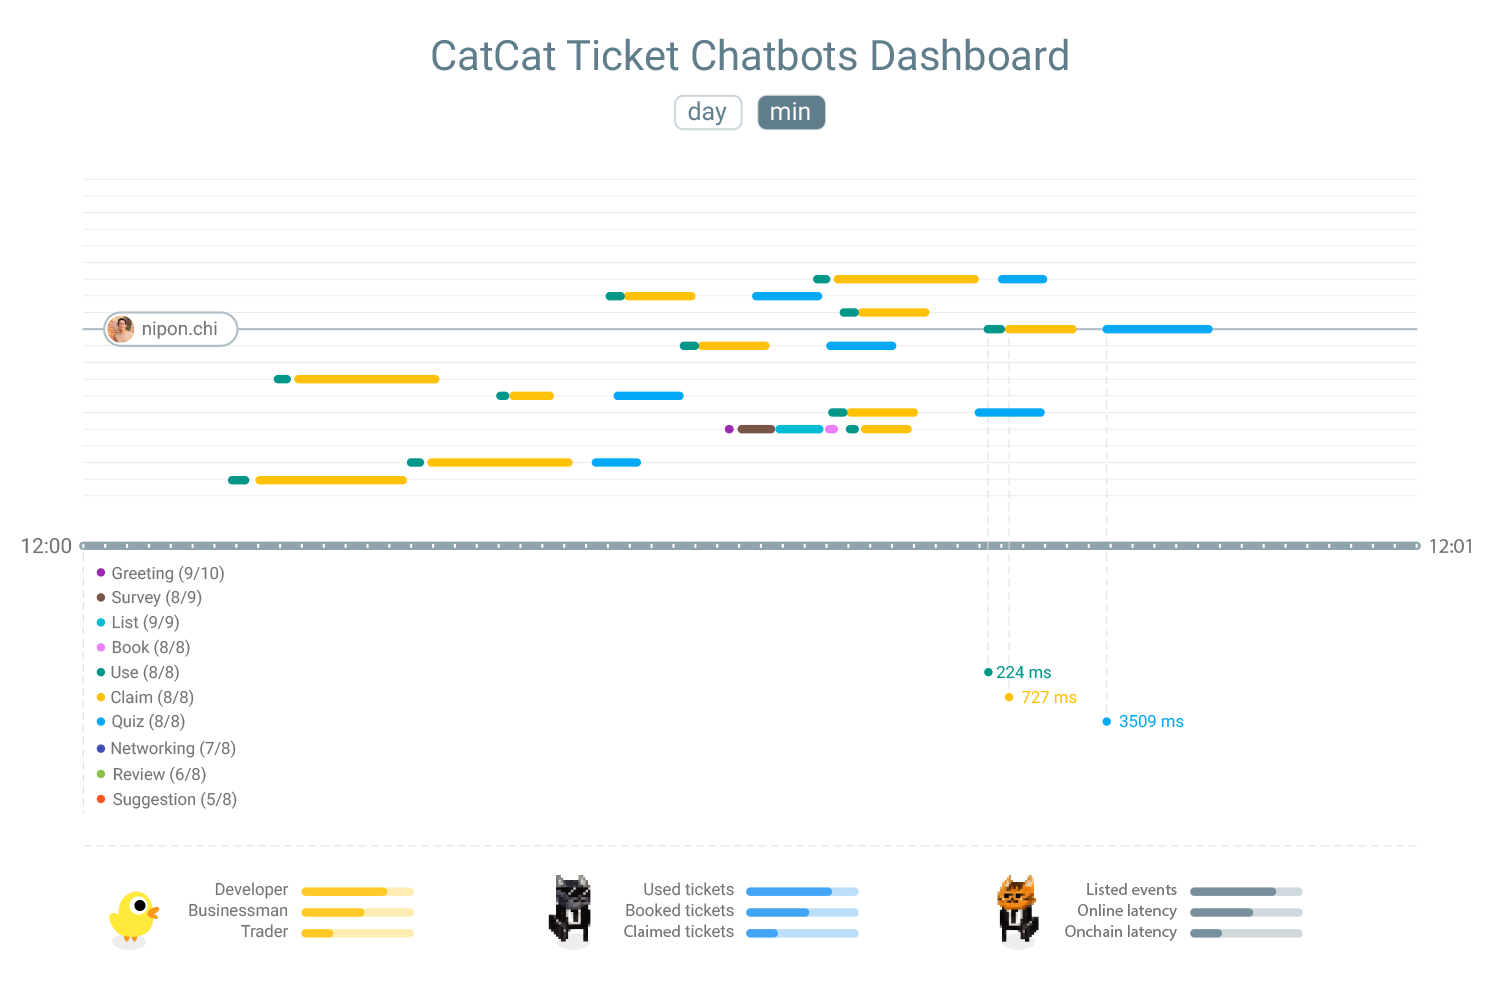 CatCat Ticket Chatbots Dashboard
day
min
nipon.chi
12:00
12:01
Greeting (9/10)
Survey (8/9)
List (9/9)
Book (8/8)
Use (8/8)
224 ms
Claim (8/8)
727 ms
Quiz (8/8)
3509 ms
Networking (7/8)
Review (6/8)
Suggestion (5/8)
Developer
Businessman
Trader
Used tickets
Booked tickets
Claimed tickets
Listed events
Online latency
Onchain latency